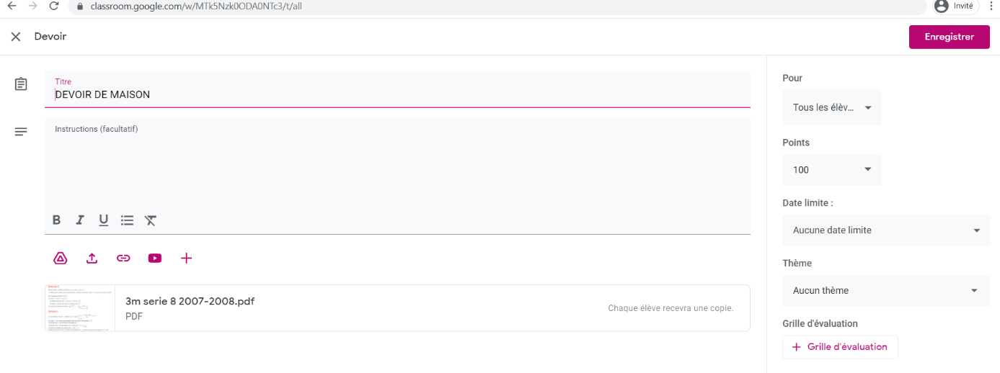 classroom.google.com/w/MTk5Nzk0ODA0NTc3/t/all
Invité
Devoir
Enregistrer
Titre
DEVOIR DE MAISON
Instructions (facultatif)
B I U
3m serie 8 2007-2008.pdf
PDF
Chaque élève recevra une copie.
Pour
Tous les élèv...
Points
100
Date limite :
Aucune date limite
Thème
Aucun thème
Grille d'évaluation
+ Grille d'évaluation